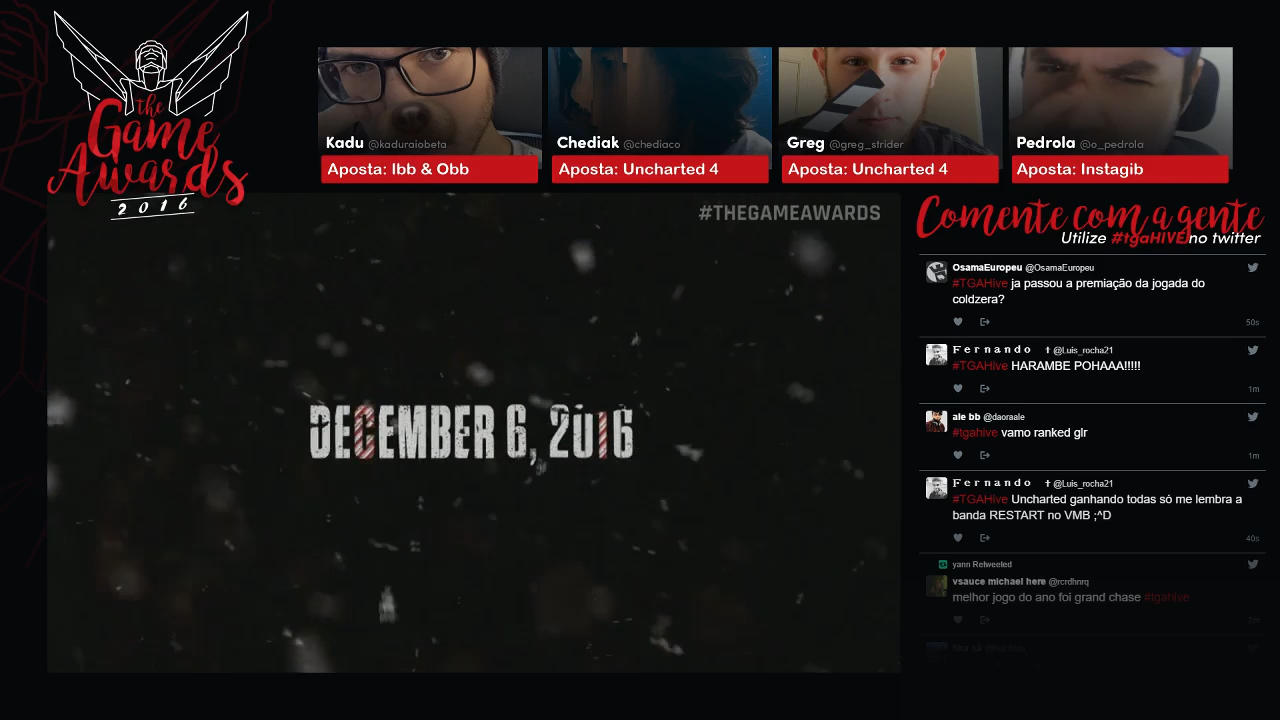 the
Game
Awards
2016
Kadu @kaduraiobeta
Aposta: Ibb & Obb
Chediak @chediaco
Aposta: Uncharted 4
Greg @greg_strider
Aposta: Uncharted 4
Pedrola @o_pedrola
Aposta: Instagib
#THEGAMEAWARDS
DECEMBER 6, 2016
Comente com a gente
Utilize #tgaHIVE no twitter
OsamaEuropeu @OsamaEuropeu
#TGAHive ja passou a premiação da jogada do
coldzera?
50s
Fernando ✝ @Luis_rocha21
#TGAHive HARAMBE POHAAA!!!!!
1m
ale bb @daoraale
#tgahive vamo ranked glr
1m
Fernando ✝ @Luis_rocha21
#TGAHive Uncharted ganhando todas só me lembra a
banda RESTART no VMB ;^D
40s
yann Retweeted
vsauce michael here @rcrdhnrq
melhor jogo do ano foi grand chase #tgahive
2m